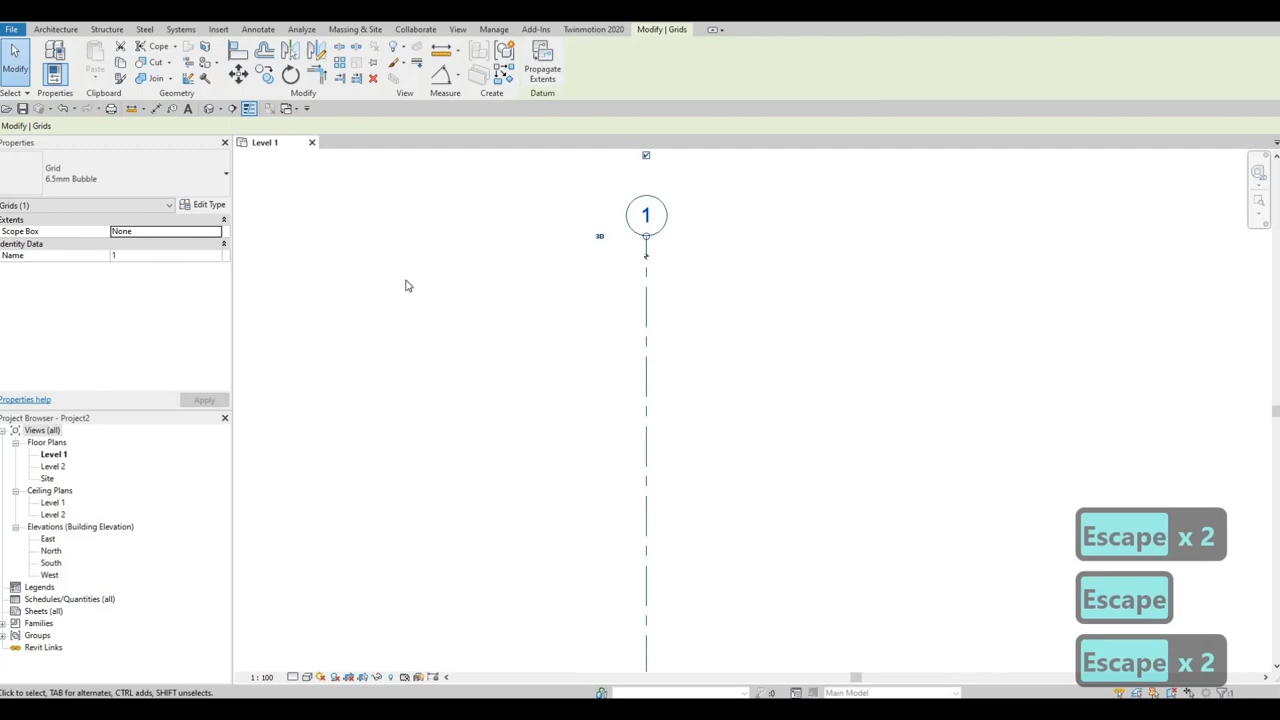 File Architecture Structure Steel Systems Insert Annotate Analyze Massing & Site Collaborate View Manage Add-Ins Twinmotion 2020 Modify | Grids
Modify Paste Cope Cut Join Propagate Extents
Select Properties Clipboard Geometry Modify View Measure Create Datum
Modify | Grids
Properties
Level 1
Grid
6.5mm Bubble
Grids (1) Edit Type
Extents
Scope Box None
Identity Data
Name 1
1
3D
Properties help Apply
Project Browser - Project2
Views (all)
Floor Plans
Level 1
Level 2
Site
Ceiling Plans
Level 1
Level 2
Elevations (Building Elevation)
East
North
South
West
Legends
Schedules/Quantities (all)
Sheets (all)
Families
Groups
Revit Links
Escape x 2
Escape
Escape x 2
1 : 100
Click to select, TAB for alternates, CTRL adds, SHIFT unselects. :0 Main Model :1